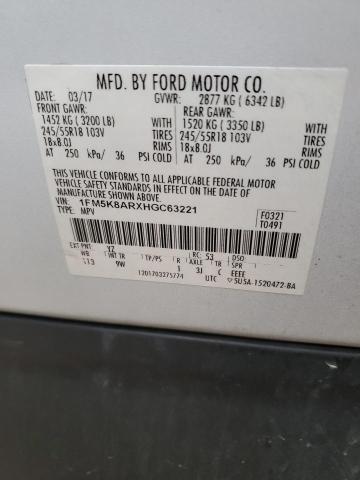 MFD. BY FORD MOTOR CO.
DATE: 03/17 GVWR: 2877 KG ( 6342 LB)
FRONT GAWR: REAR GAWR:
1452 KG ( 3200 LB) 1520 KG ( 3350 LB)
245/55R18 103V TIRES 245/55R18 103V TIRES
18x8.0J RIMS 18x8.0J RIMS
AT 250 kPa/ 36 PSI COLD AT 250 kPa/ 36 PSI COLD
THIS VEHICLE CONFORMS TO ALL APPLICABLE FEDERAL MOTOR
VEHICLE SAFETY AND THEFT PREVENTION STANDARDS IN EFFECT ON THE DATE OF
MANUFACTURE SHOWN ABOVE.
VIN: 1FM5K8ARXHGC63221 F0321
TYPE: MPV T0491
EXT PNT: YZ RC: 53 DSO:
WB INT TR TP/PS R AXLE TR SPR
113 9W 1 3J C EEEE
1201703275774 UTC 5U5A-1520472-BA